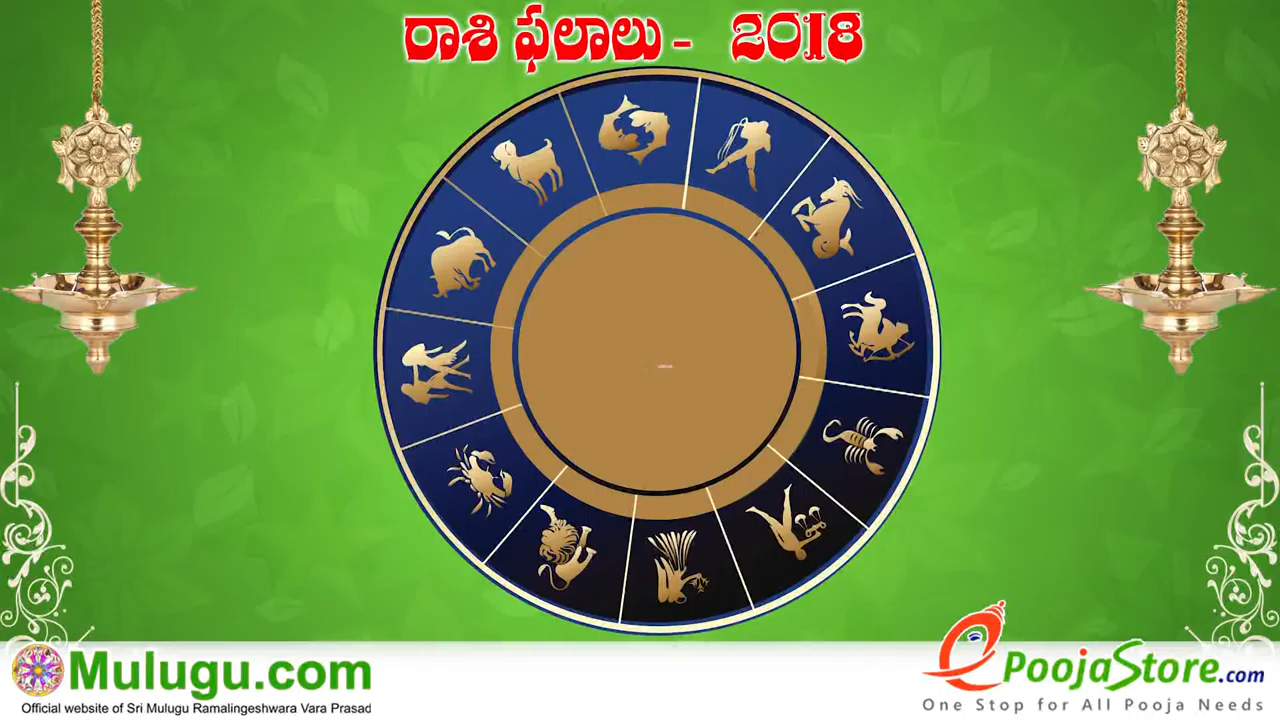 రాశి ఫలాలు - 2018
Mulugu.com
Official website of Sri Mulugu Ramalingeshwara Vara Prasad
ePoojaStore.com
One Stop for All Pooja Needs